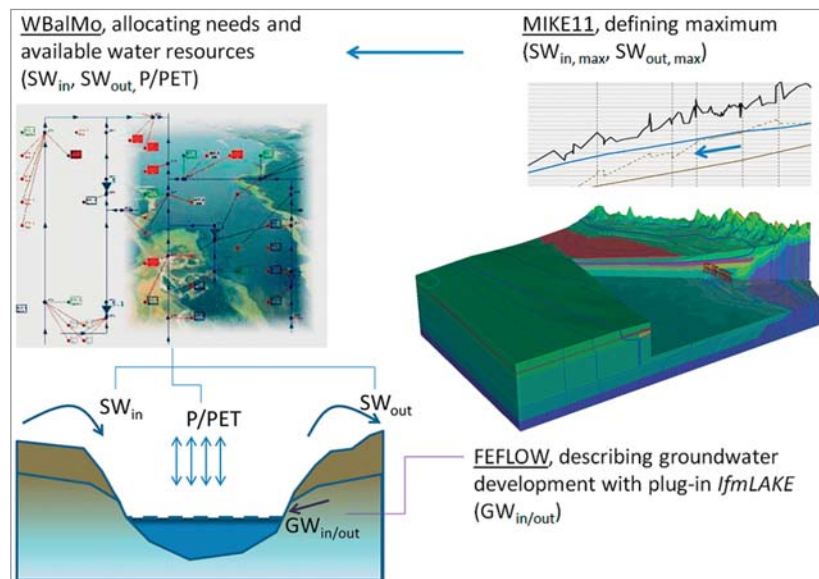 WBalMo, allocating needs and
available water resources
(SWin, SWout, P/PET)
MIKE11, defining maximum
(SWin, max, SWout, max)
SWin
P/PET
SWout
GWin/out
FEFLOW, describing groundwater
development with plug-in IfmLAKE
(GWin/out)